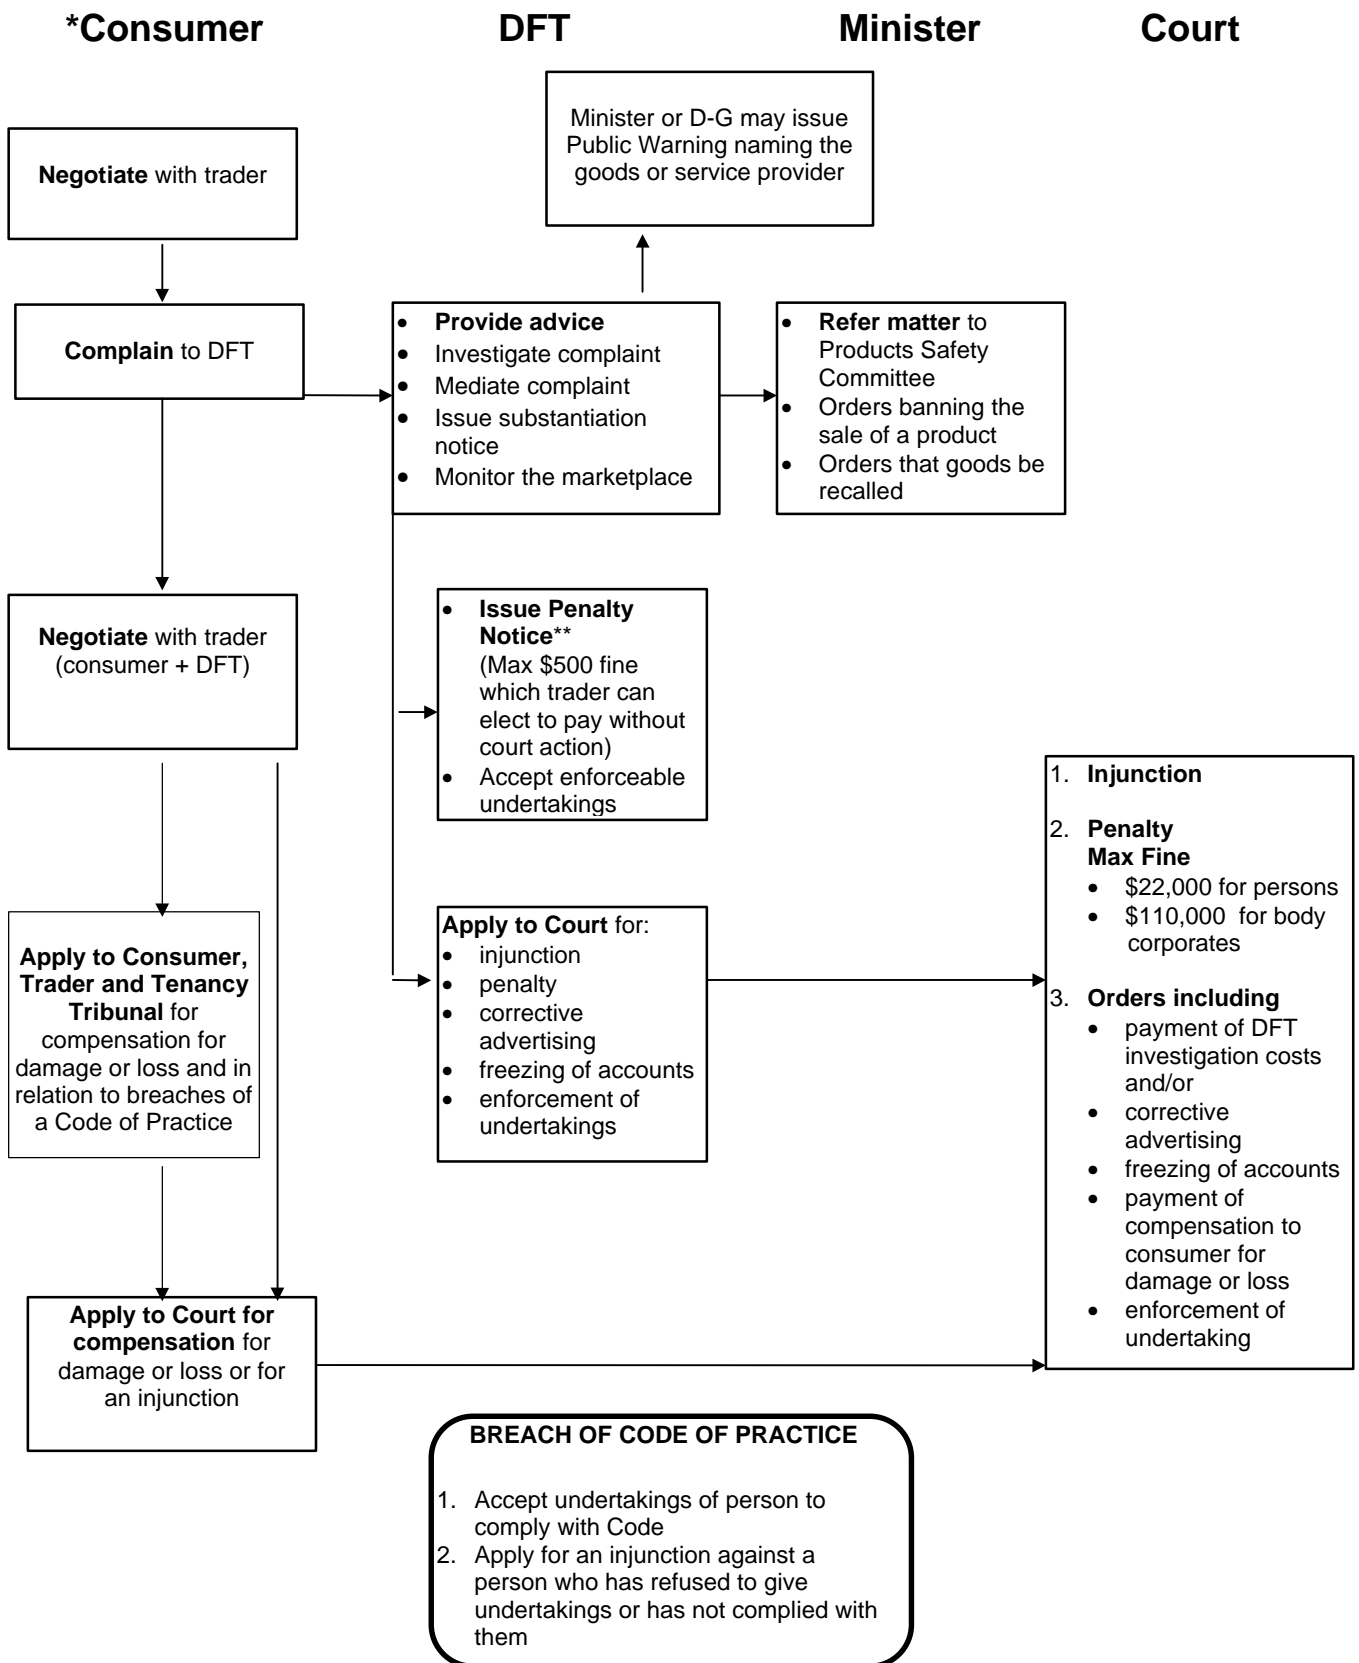 *Consumer
DFT
Minister
Court
Minister or D-G may issue
Public Warning naming the
goods or service provider
Negotiate with trader
Complain to DFT
• Provide advice
• Investigate complaint
• Mediate complaint
• Issue substantiation
notice
• Monitor the marketplace
• Refer matter to
Products Safety
Committee
• Orders banning the
sale of a product
• Orders that goods be
recalled
Negotiate with trader
(consumer + DFT)
• Issue Penalty
Notice**
(Max $500 fine
which trader can
elect to pay without
court action)
• Accept enforceable
undertakings
Apply to Consumer,
Trader and Tenancy
Tribunal for
compensation for
damage or loss and in
relation to breaches of
a Code of Practice
Apply to Court for:
• injunction
• penalty
• corrective
advertising
• freezing of accounts
• enforcement of
undertakings
1. Injunction
2. Penalty
Max Fine
• $22,000 for persons
• $110,000 for body
corporates
3. Orders including
• payment of DFT
investigation costs
and/or
• corrective
advertising
• freezing of accounts
• payment of
compensation to
consumer for
damage or loss
• enforcement of
undertaking
Apply to Court for
compensation for
damage or loss or for
an injunction
BREACH OF CODE OF PRACTICE
1. Accept undertakings of person to
comply with Code
2. Apply for an injunction against a
person who has refused to give
undertakings or has not complied with
them